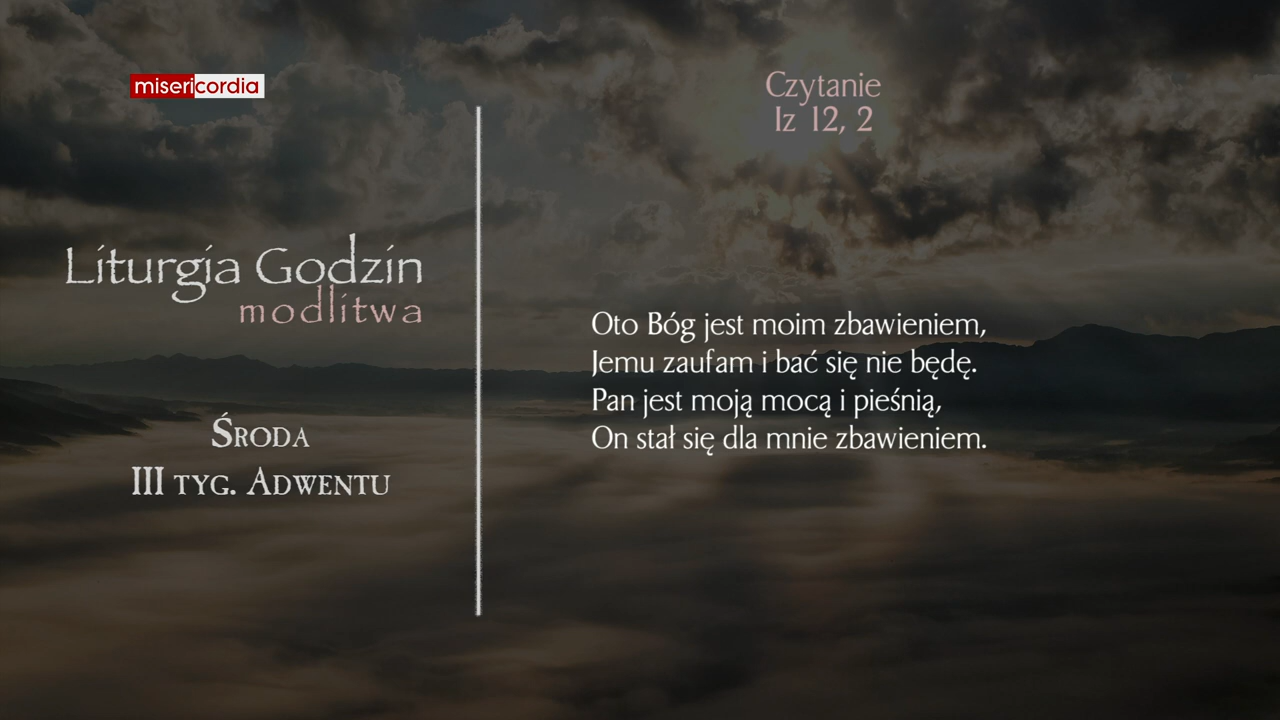 misericordia
Liturgia Godzin
modlitwa
Środa
III tyg. Adwentu
Czytanie
Iz 12, 2
Oto Bóg jest moim zbawieniem,
Jemu zaufam i bać się nie będę.
Pan jest moją mocą i pieśnią,
On stał się dla mnie zbawieniem.